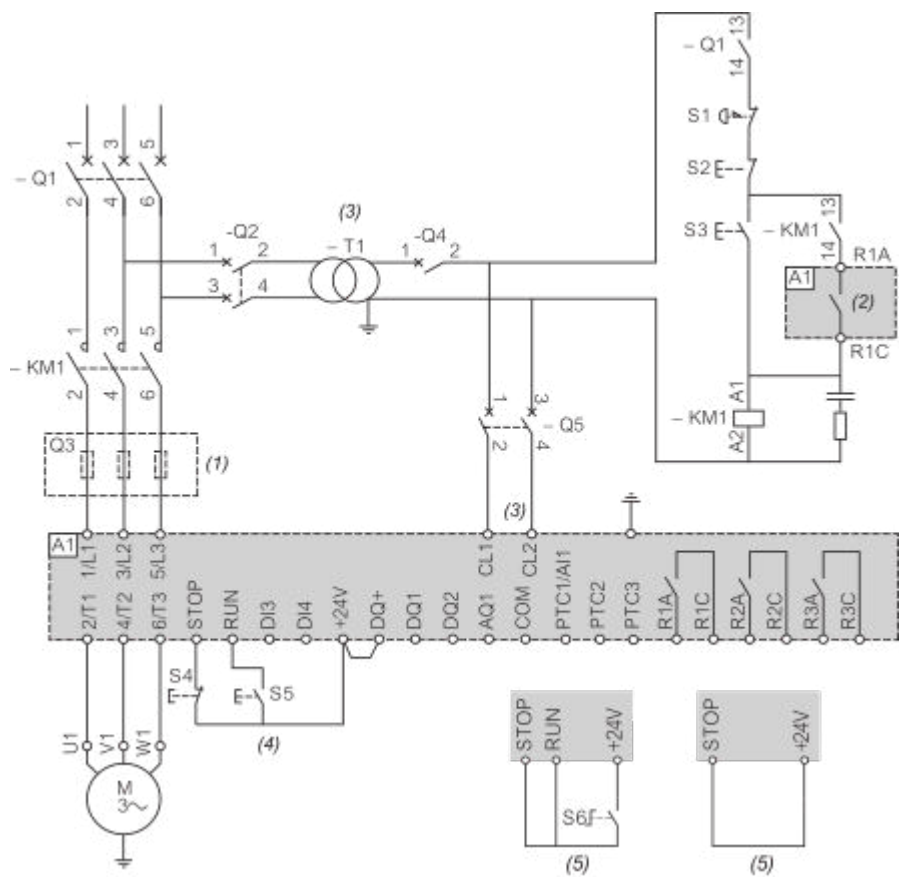 13
– Q1
14
S1
S2
S3
13
– KM1
14
R1A
A1
(2)
R1C
A1
– KM1
A2
1
3
5
– Q1
2
4
6
(3)
-Q2
1
2
3
4
– T1
-Q4
1
2
1
3
5
– KM1
2
4
6
1
3
– Q5
2
4
Q3
(1)
(3)
A1
1/L1
3/L2
5/L3
CL1
CL2
2/T1
4/T2
6/T3
STOP
RUN
DI3
DI4
+24V
DQ+
DQ1
DQ2
AQ1
COM
PTC1/AI1
PTC2
PTC3
R1A
R1C
R2A
R2C
R3A
R3C
S4
S5
(4)
U1
V1
W1
M
3
STOP
RUN
+24V
S6
(5)
STOP
+24V
(5)